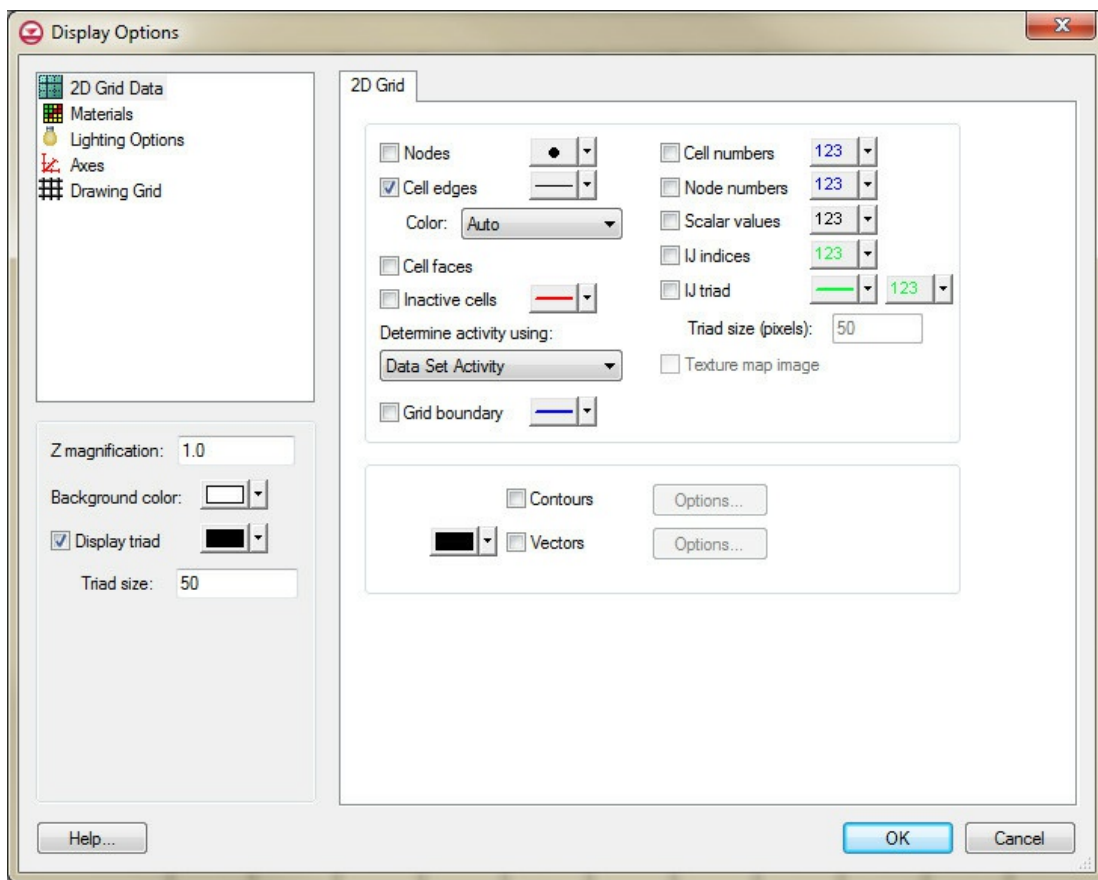 Display Options
2D Grid Data
Materials
Lighting Options
Axes
Drawing Grid
Z magnification: 1.0
Background color:
Display triad
Triad size: 50
2D Grid
Nodes
Cell edges
Color: Auto
Cell faces
Inactive cells
Determine activity using:
Data Set Activity
Grid boundary
Cell numbers 123
Node numbers 123
Scalar values 123
IJ indices 123
IJ triad 123
Triad size (pixels): 50
Texture map image
Contours Options...
Vectors Options...
Help...
OK
Cancel